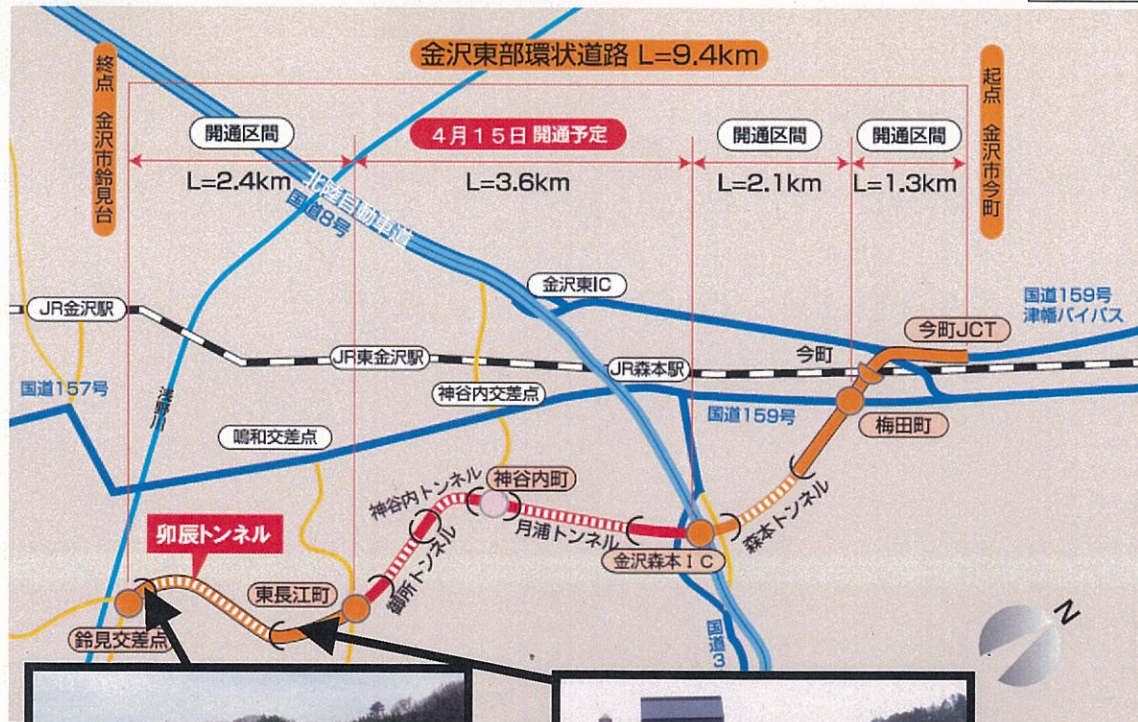 金沢東部環状道路 L=9.4km
終点 金沢市鈴見台
起点 金沢市今町
開通区間
4月15日 開通予定
開通区間
開通区間
L=2.4km
L=3.6km
L=2.1km
L=1.3km
北陸自動車道
国道8号
金沢東IC
国道159号
津幡バイパス
JR金沢駅
今町JCT
今町
JR東金沢駅
JR森本駅
国道157号
浅野川
神谷内交差点
国道159号
梅田町
鳴和交差点
神谷内トンネル
神谷内町
月浦トンネル
森本トンネル
卯辰トンネル
御所トンネル
金沢森本IC
東長江町
鈴見交差点
国道3
N